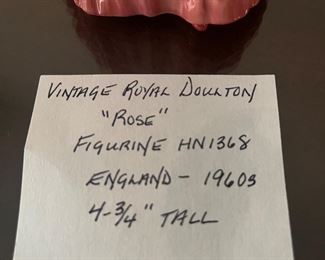 VINTAGE ROYAL DOULTON
"ROSE"
FIGURINE HN1368
ENGLAND - 1960s
4-3/4" TALL